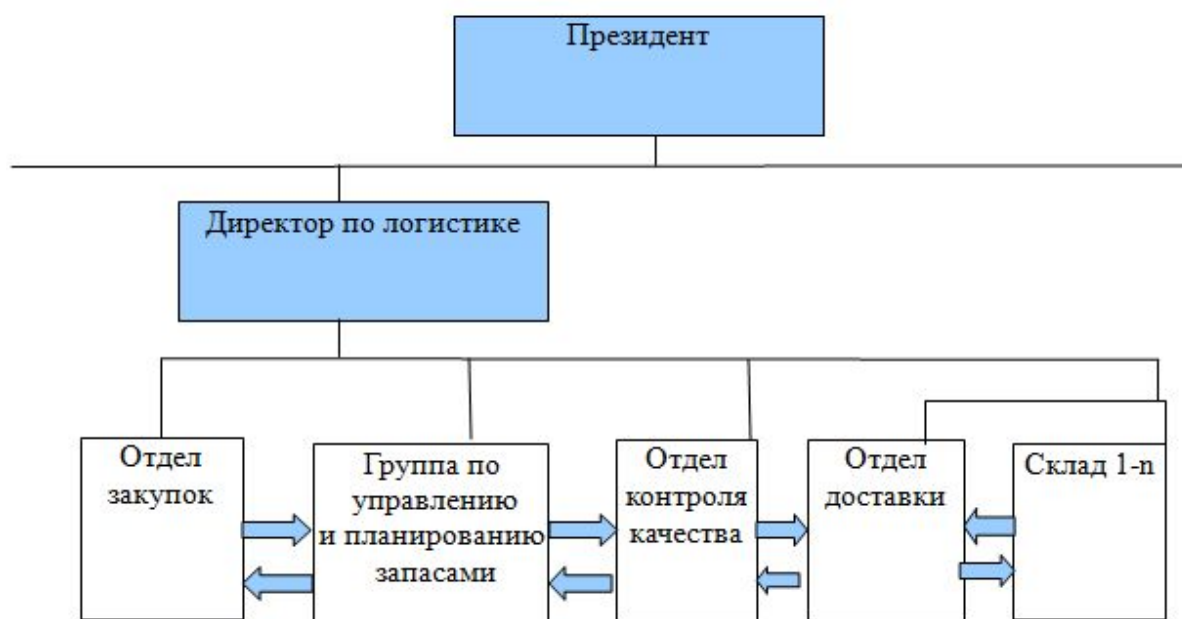 Президент
Директор по логистике
Отдел
закупок
Группа по
управлению
и планированию
запасами
Отдел
контроля
качества
Отдел
доставки
Склад 1-n